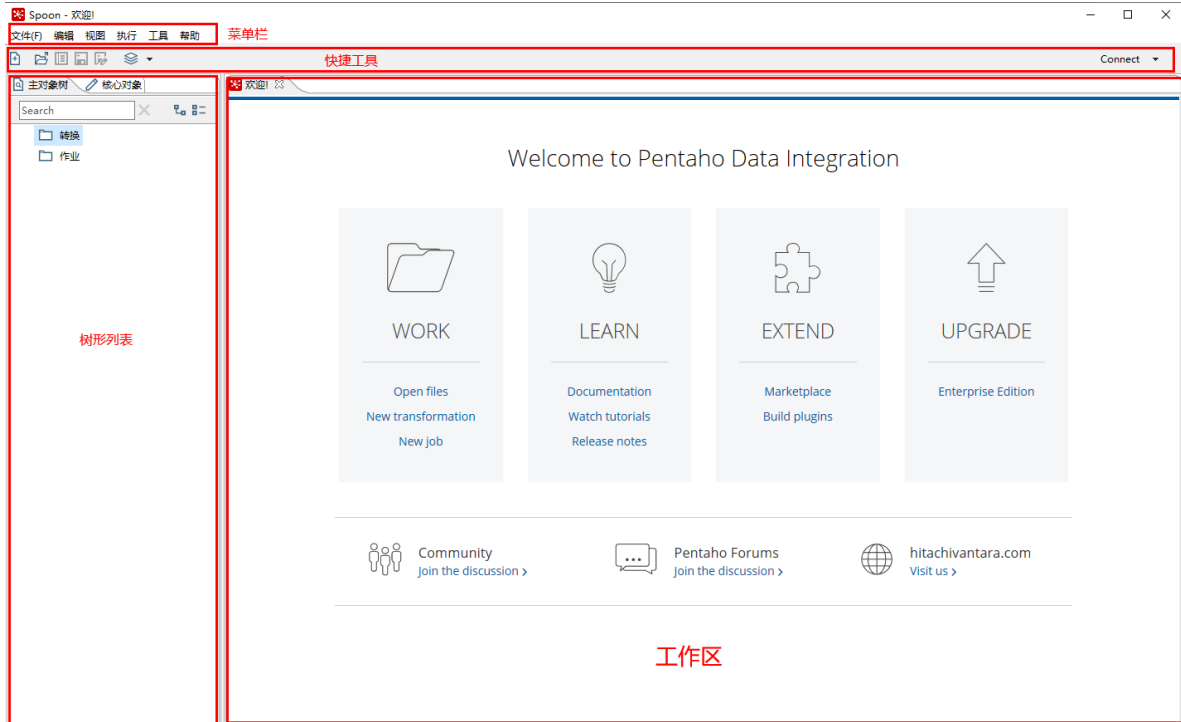 Spoon - 欢迎!
文件(F) 编辑 视图 执行 工具 帮助
菜单栏
快捷工具
Connect
主对象树 核心对象
欢迎!
Search
转换
作业
树形列表
Welcome to Pentaho Data Integration
WORK
Open files
New transformation
New job
LEARN
Documentation
Watch tutorials
Release notes
EXTEND
Marketplace
Build plugins
UPGRADE
Enterprise Edition
Community
Join the discussion >
Pentaho Forums
Join the discussion >
hitachivantara.com
Visit us >
工作区